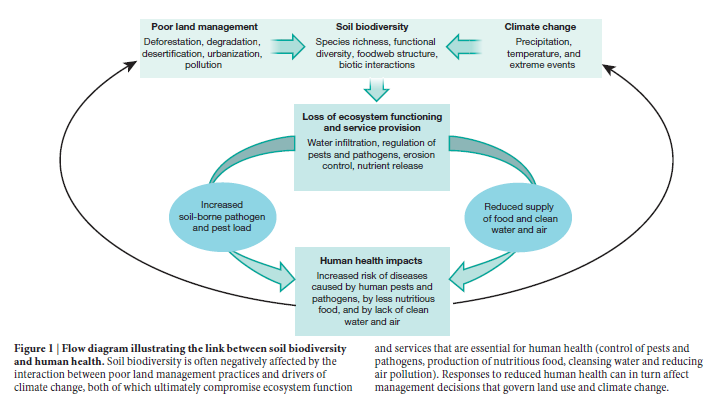 Poor land management
Deforestation, degradation,
desertification, urbanization,
pollution
Soil biodiversity
Species richness, functional
diversity, foodweb structure,
biotic interactions
Climate change
Precipitation,
temperature, and
extreme events
Loss of ecosystem functioning
and service provision
Water infiltration, regulation of
pests and pathogens, erosion
control, nutrient release
Increased
soil-borne pathogen
and pest load
Reduced supply
of food and clean
water and air
Human health impacts
Increased risk of diseases
caused by human pests and
pathogens, by less nutritious
food, and by lack of clean
water and air
Figure 1 | Flow diagram illustrating the link between soil biodiversity
and human health. Soil biodiversity is often negatively affected by the
interaction between poor land management practices and drivers of
climate change, both of which ultimately compromise ecosystem function
and services that are essential for human health (control of pests and
pathogens, production of nutritious food, cleansing water and reducing
air pollution). Responses to reduced human health can in turn affect
management decisions that govern land use and climate change.